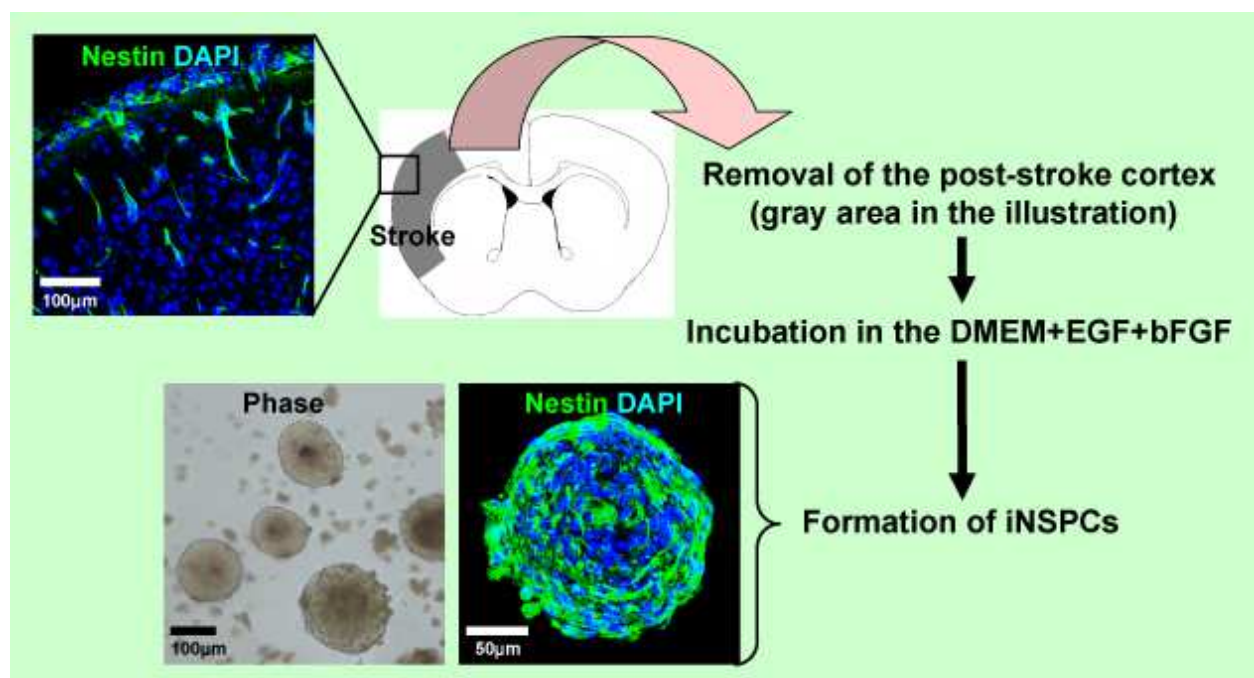 Nestin DAPI
100µm
Stroke
Removal of the post-stroke cortex
(gray area in the illustration)
Incubation in the DMEM+EGF+bFGF
Phase
100µm
Nestin DAPI
50µm
Formation of iNSPCs